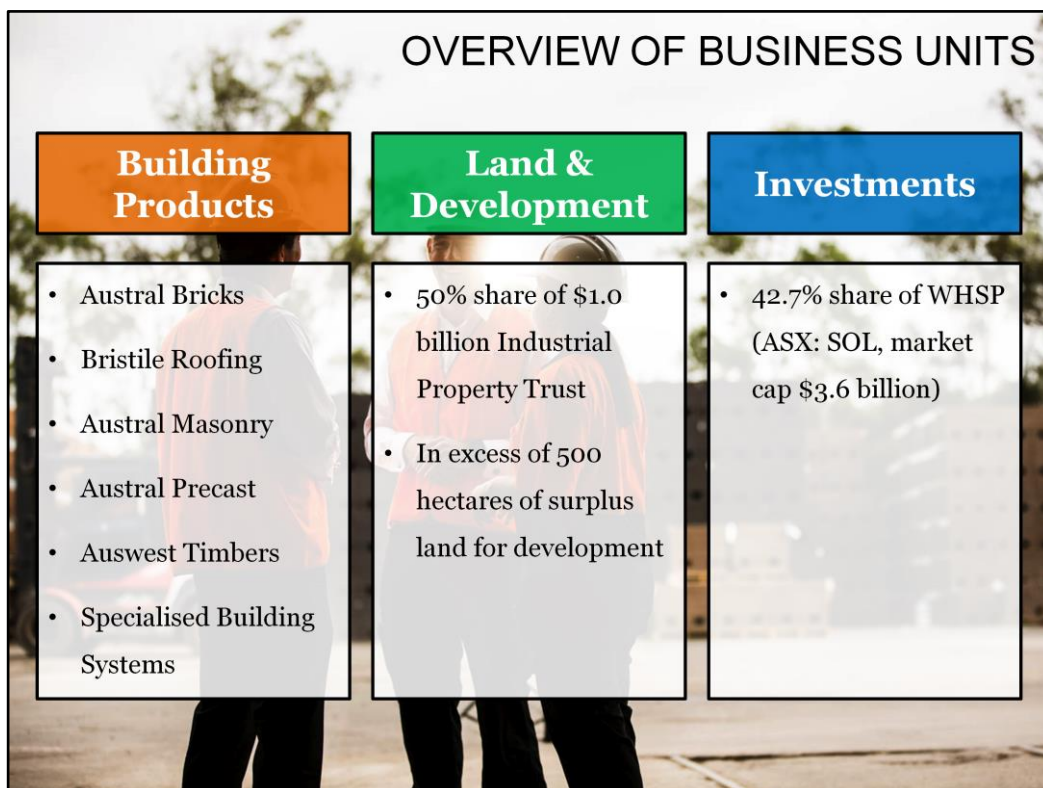 OVERVIEW OF BUSINESS UNITS
Building
Products
• Austral Bricks
• Bristile Roofing
• Austral Masonry
• Austral Precast
• Auswest Timbers
• Specialised Building
Systems
Land &
Development
• 50% share of $1.0
billion Industrial
Property Trust
• In excess of 500
hectares of surplus
land for development
Investments
• 42.7% share of WHSP
(ASX: SOL, market
cap $3.6 billion)